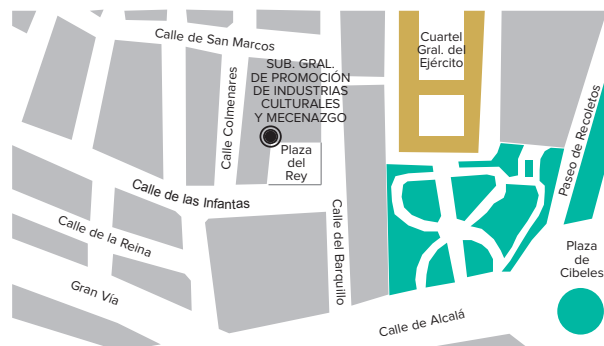 Calle de San Marcos
Cuartel
Gral. del
Ejército
SUB. GRAL.
DE PROMOCIÓN
DE INDUSTRIAS
CULTURALES
Y MECENAZGO
Calle Colmenares
Plaza
del
Rey
Paseo de Recoletos
Calle de las Infantas
Calle de la Reina
Calle del Barquillo
Plaza
de
Cibeles
Gran Vía
Calle de Alcalá